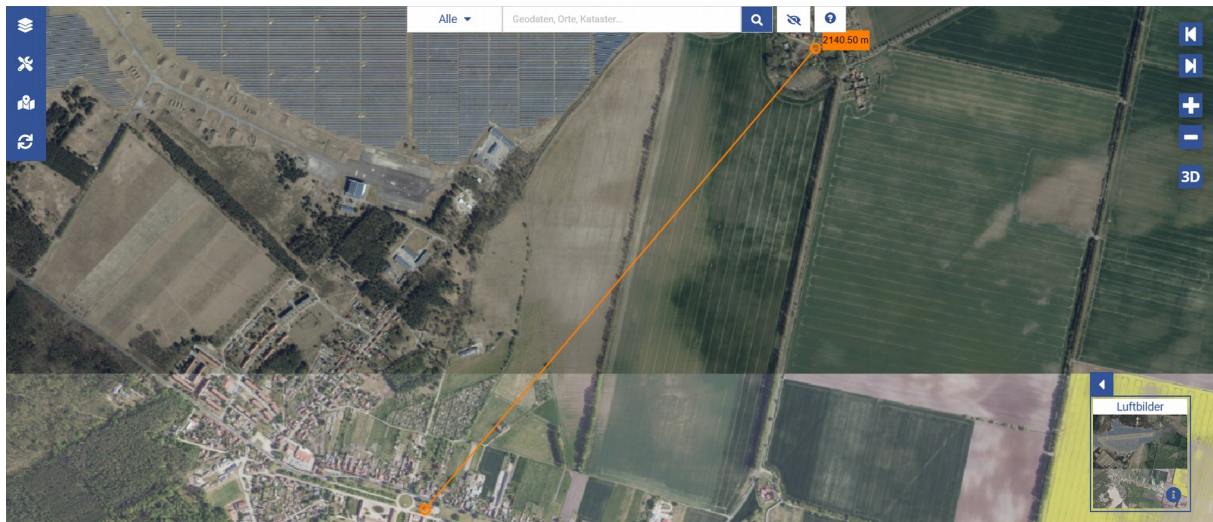 Alle
Geodaten, Orte, Kataster...
2140.50 m
3D
Luftbilder